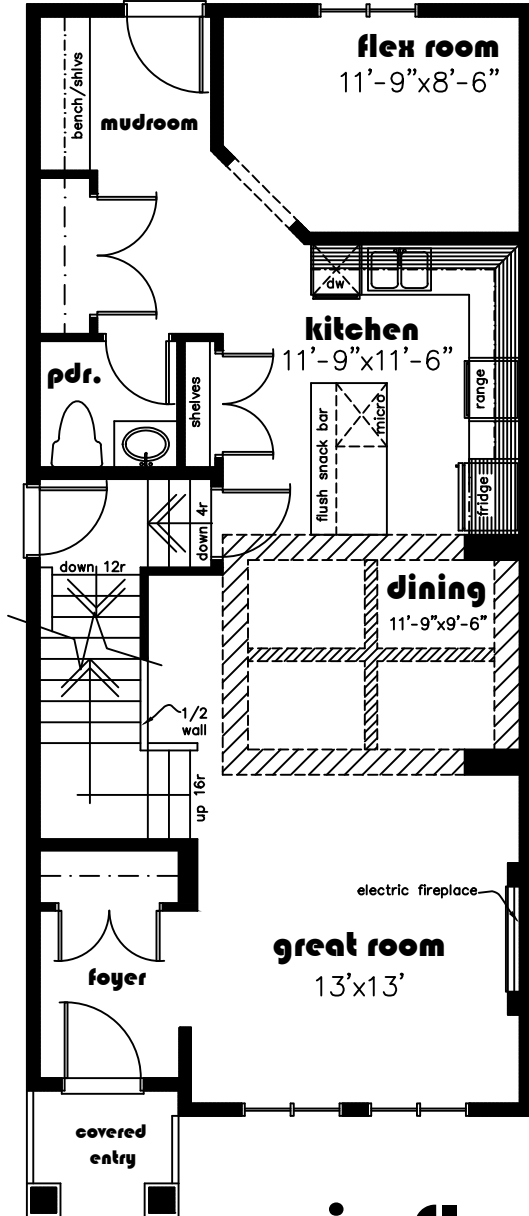 flex room
11'-9"x8'-6"
bench/shlvs
mudroom
dw
kitchen
11'-9"x11'-6"
pdr.
shelves
range
micro
flush snack bar
fridge
down 4r
down 12r
dining
11'-9"x9'-6"
1/2
wall
up 16r
electric fireplace
great room
13'x13'
foyer
covered
entry